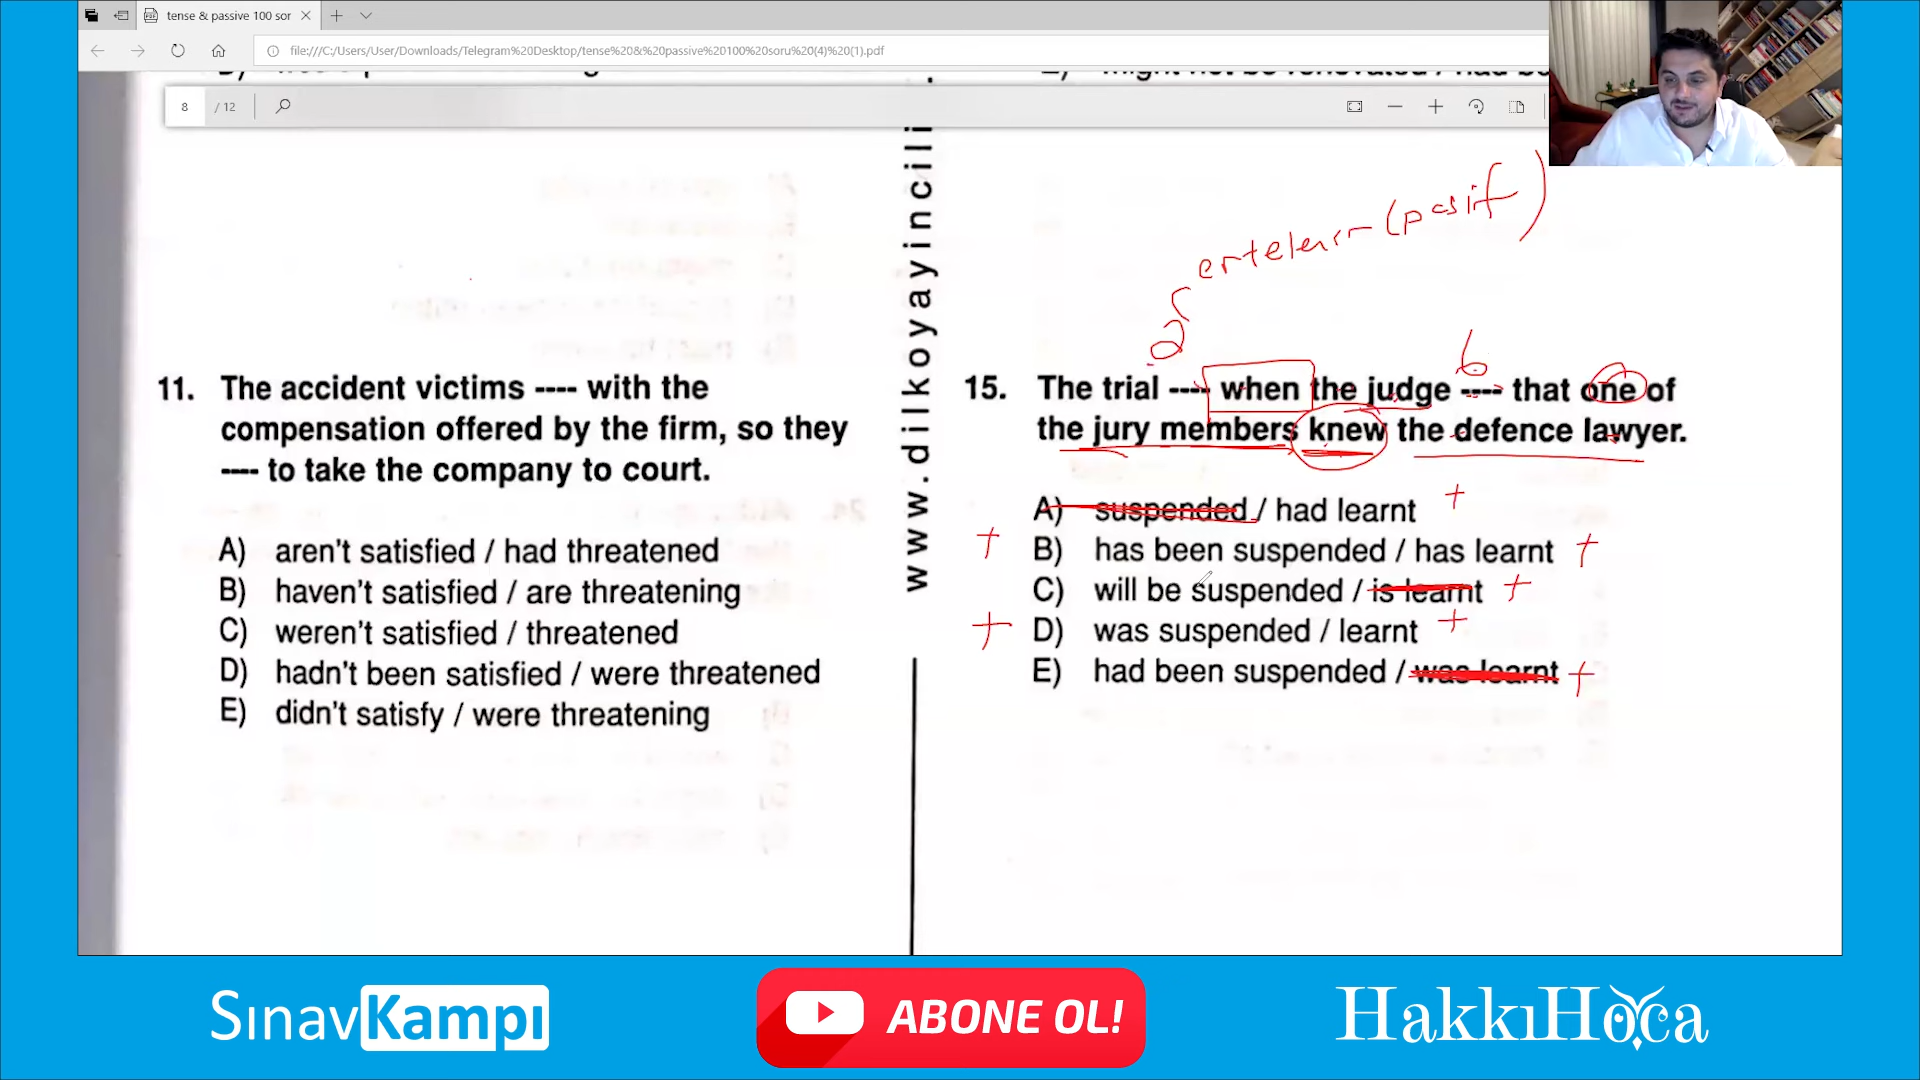 tense & passive 100 sor
file:///C:/Users/User/Downloads/Telegram%20Desktop/tense%20&%20passive%20100%20soru%20(4)%20(1).pdf
8 / 12
www.dilkoyayincili
11. The accident victims ---- with the
compensation offered by the firm, so they
---- to take the company to court.
A) aren't satisfied / had threatened
B) haven't satisfied / are threatening
C) weren't satisfied / threatened
D) hadn't been satisfied / were threatened
E) didn't satisfy / were threatening
(pasif)
15. The trial ---- when the judge ---- that one of
the jury members knew the defence lawyer.
A) suspended / had learnt
B) has been suspended / has learnt
C) will be suspended / is learnt
D) was suspended / learnt
E) had been suspended / was learnt
SınavKampı
ABONE OL!
HakkıHoca